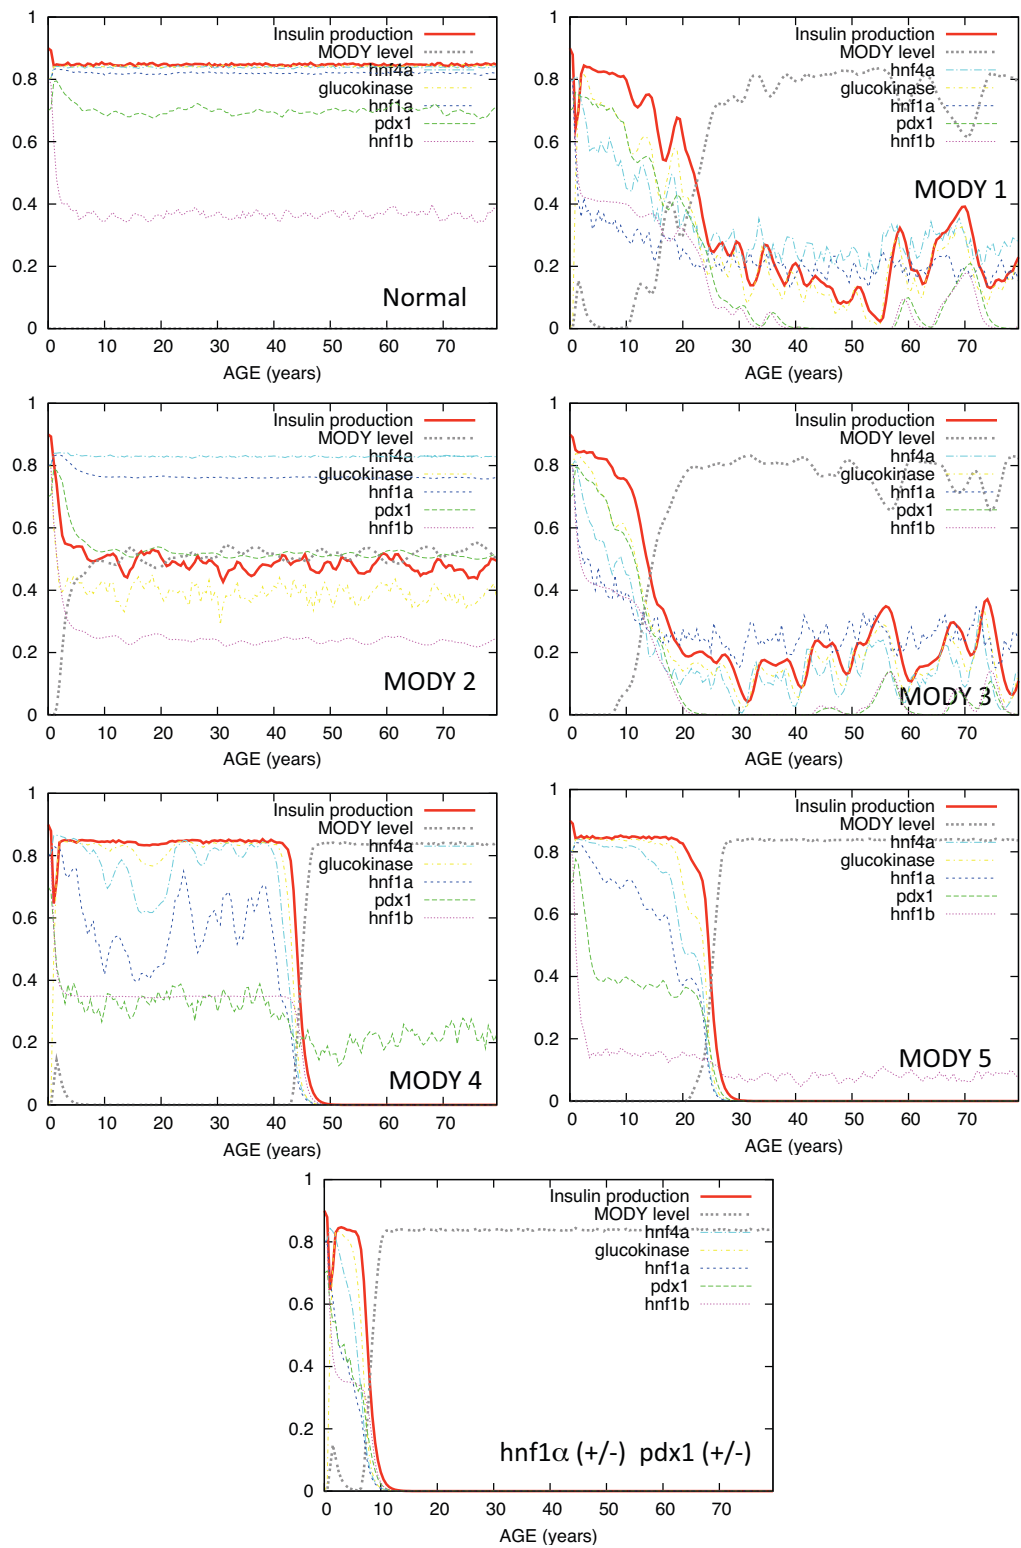 1
0.8
0.6
0.4
0.2
0
Insulin production
MODY level
hnf4a
glucokinase
hnf1a
pdx1
hnf1b
Normal
0 10 20 30 40 50 60 70
AGE (years)
1
0.8
0.6
0.4
0.2
0
Insulin production
MODY level
hnf4a
glucokinase
hnf1a
pdx1
hnf1b
MODY 1
0 10 20 30 40 50 60 70
AGE (years)
1
0.8
0.6
0.4
0.2
0
Insulin production
MODY level
hnf4a
glucokinase
hnf1a
pdx1
hnf1b
MODY 2
0 10 20 30 40 50 60 70
AGE (years)
1
0.8
0.6
0.4
0.2
0
Insulin production
MODY level
hnf4a
glucokinase
hnf1a
pdx1
hnf1b
MODY 3
0 10 20 30 40 50 60 70
AGE (years)
1
0.8
0.6
0.4
0.2
0
Insulin production
MODY level
hnf4a
glucokinase
hnf1a
pdx1
hnf1b
MODY 4
0 10 20 30 40 50 60 70
AGE (years)
1
0.8
0.6
0.4
0.2
0
Insulin production
MODY level
hnf4a
glucokinase
hnf1a
pdx1
hnf1b
MODY 5
0 10 20 30 40 50 60 70
AGE (years)
1
0.8
0.6
0.4
0.2
0
Insulin production
MODY level
hnf4a
glucokinase
hnf1a
pdx1
hnf1b
hnf1α (+/-) pdx1 (+/-)
0 10 20 30 40 50 60 70
AGE (years)